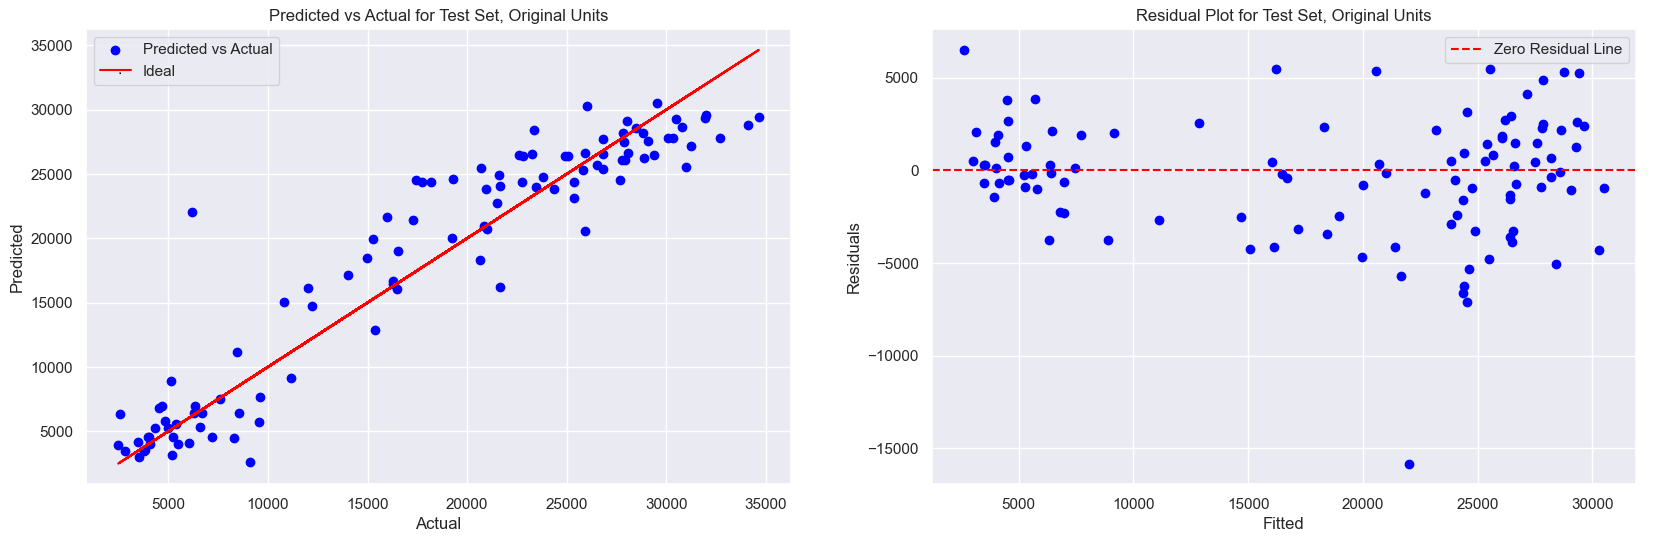 Predicted vs Actual for Test Set, Original Units
Predicted vs Actual
Ideal
35000
30000
25000
20000
15000
10000
5000
Predicted
5000 10000 15000 20000 25000 30000 35000
Actual
Residual Plot for Test Set, Original Units
Zero Residual Line
5000
0
−5000
−10000
−15000
Residuals
5000 10000 15000 20000 25000 30000
Fitted